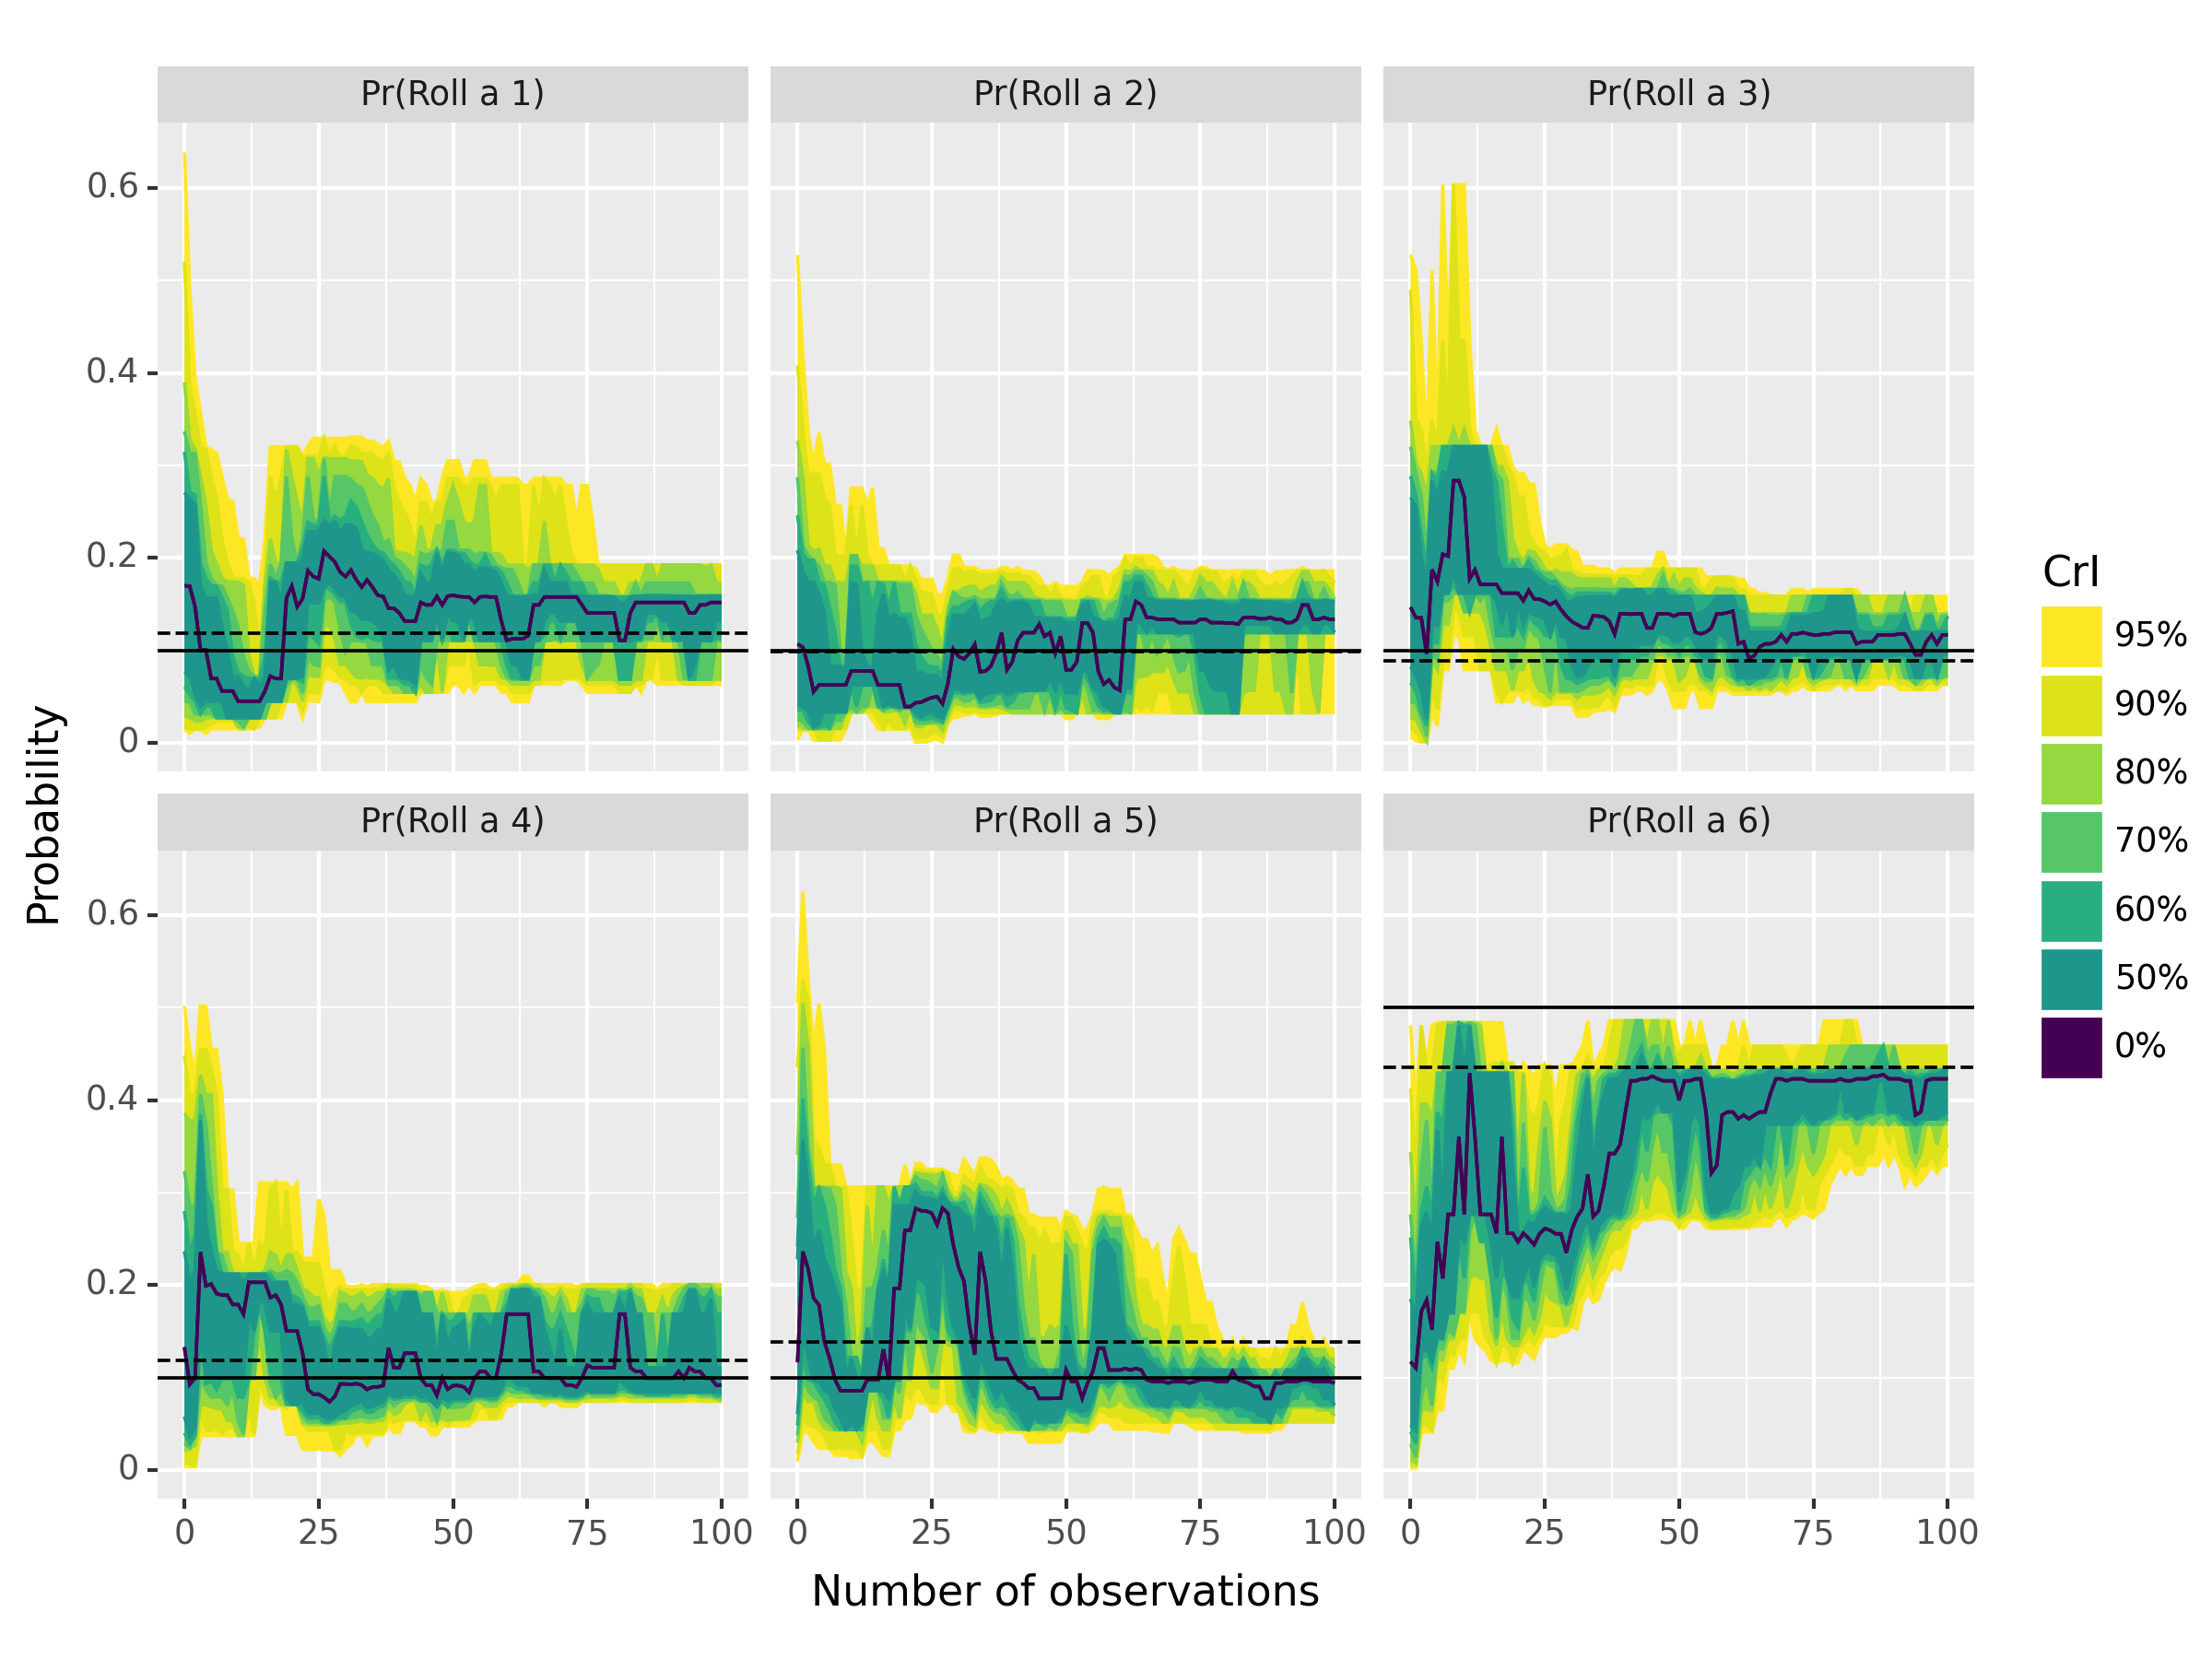 Pr(Roll a 1)
Pr(Roll a 2)
Pr(Roll a 3)
0.6
0.4
0.2
0
Pr(Roll a 4)
Pr(Roll a 5)
Pr(Roll a 6)
0.6
0.4
0.2
0
0 25 50 75 100
0 25 50 75 100
0 25 50 75 100
Number of observations
Probability
CrI
95%
90%
80%
70%
60%
50%
0%